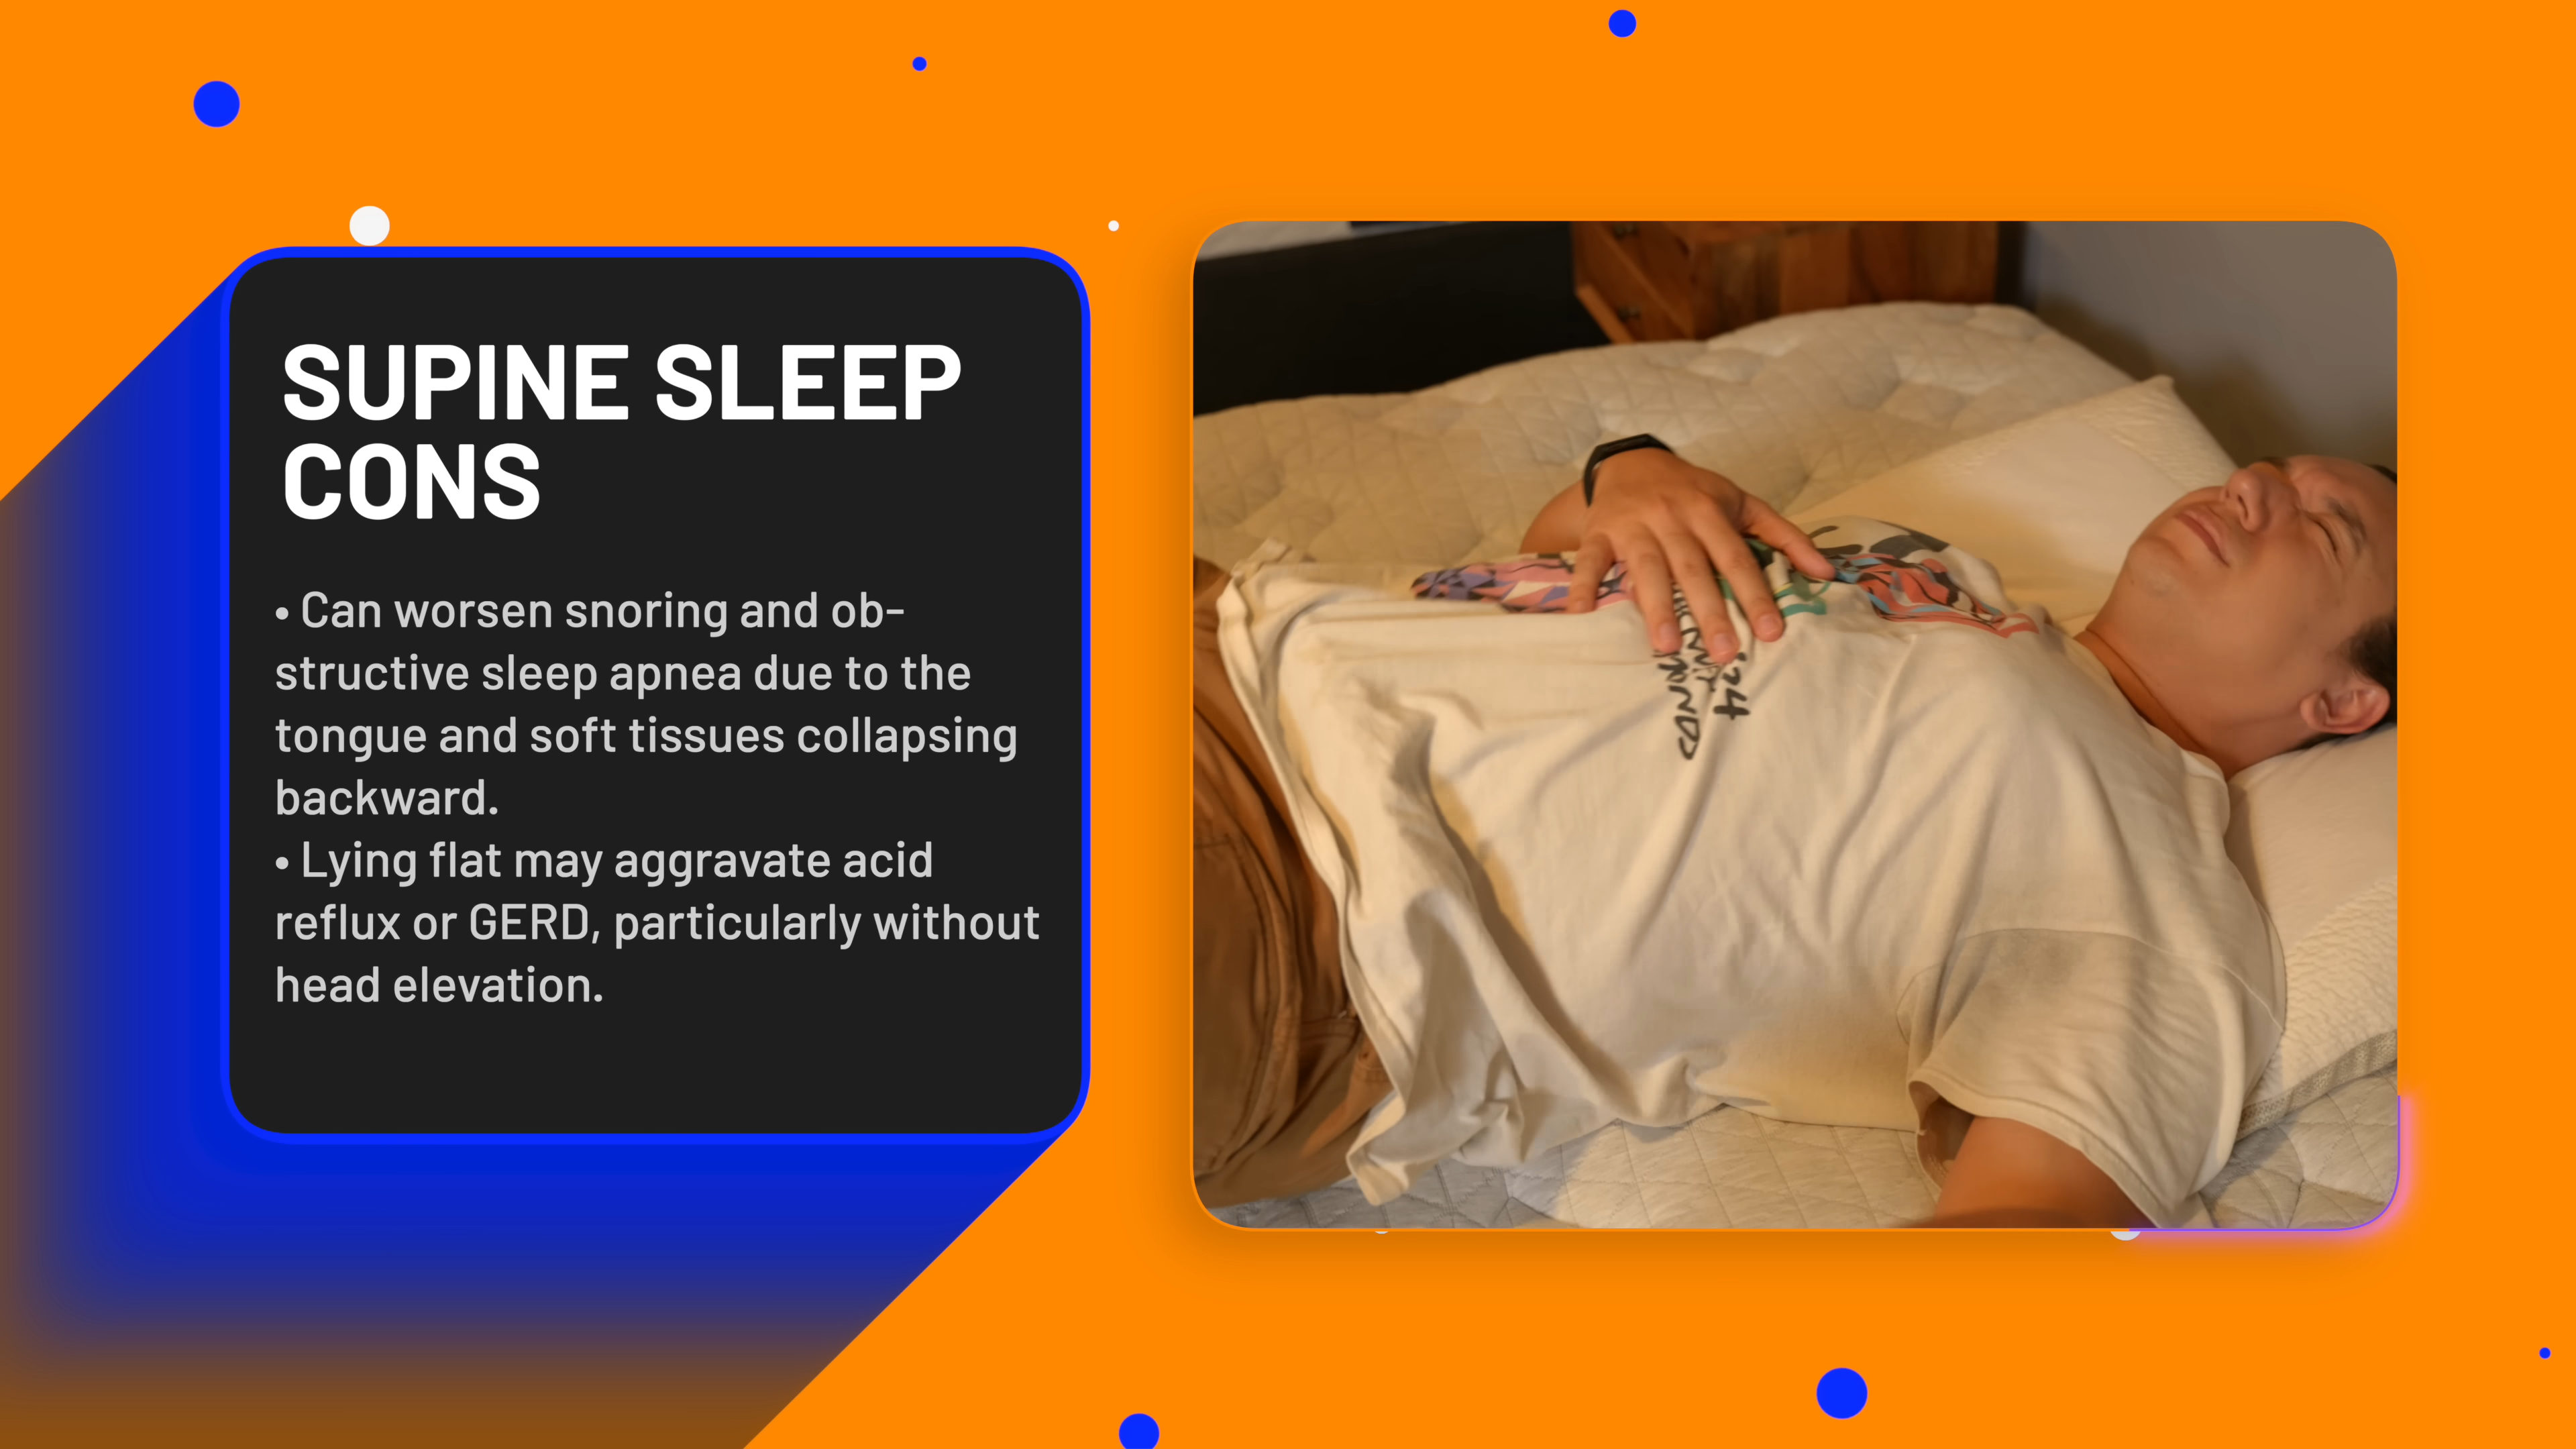 SUPINE SLEEP
CONS
• Can worsen snoring and ob-
structive sleep apnea due to the
tongue and soft tissues collapsing
backward.
• Lying flat may aggravate acid
reflux or GERD, particularly without
head elevation.